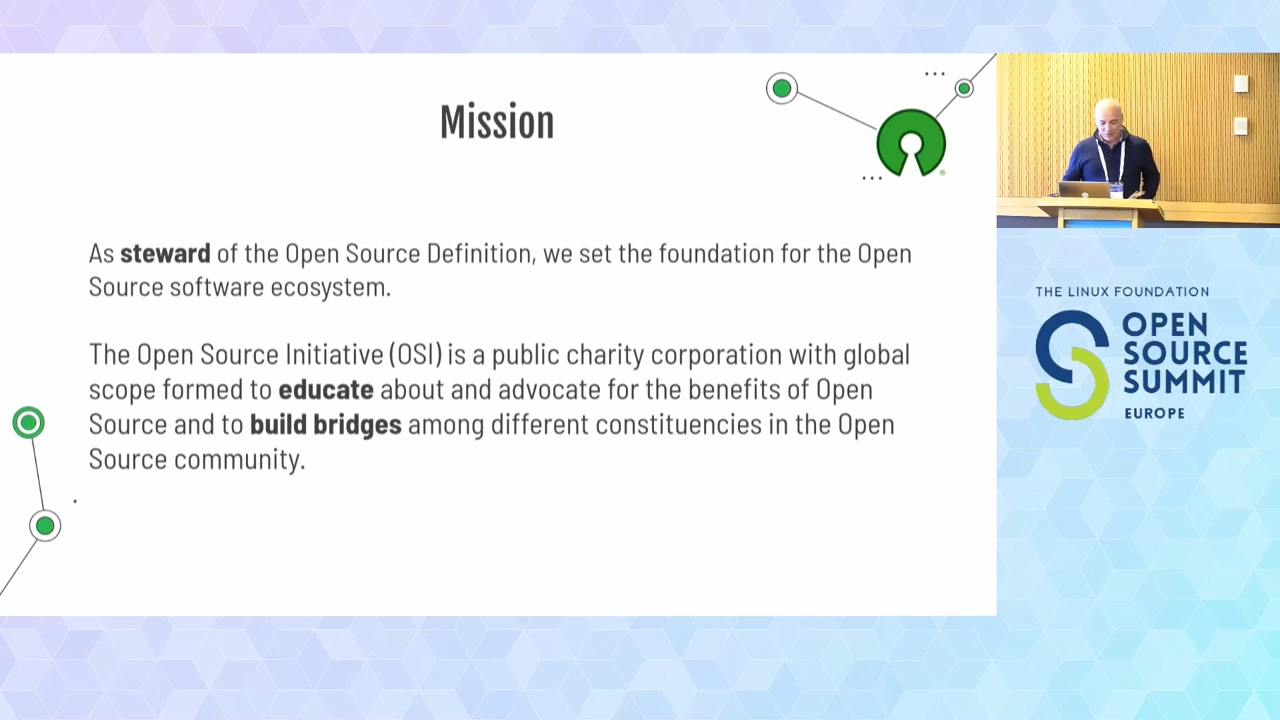 Mission
As steward of the Open Source Definition, we set the foundation for the Open
Source software ecosystem.
The Open Source Initiative (OSI) is a public charity corporation with global
scope formed to educate about and advocate for the benefits of Open
Source and to build bridges among different constituencies in the Open
Source community.
.
THE LINUX FOUNDATION
OPEN
SOURCE
SUMMIT
EUROPE